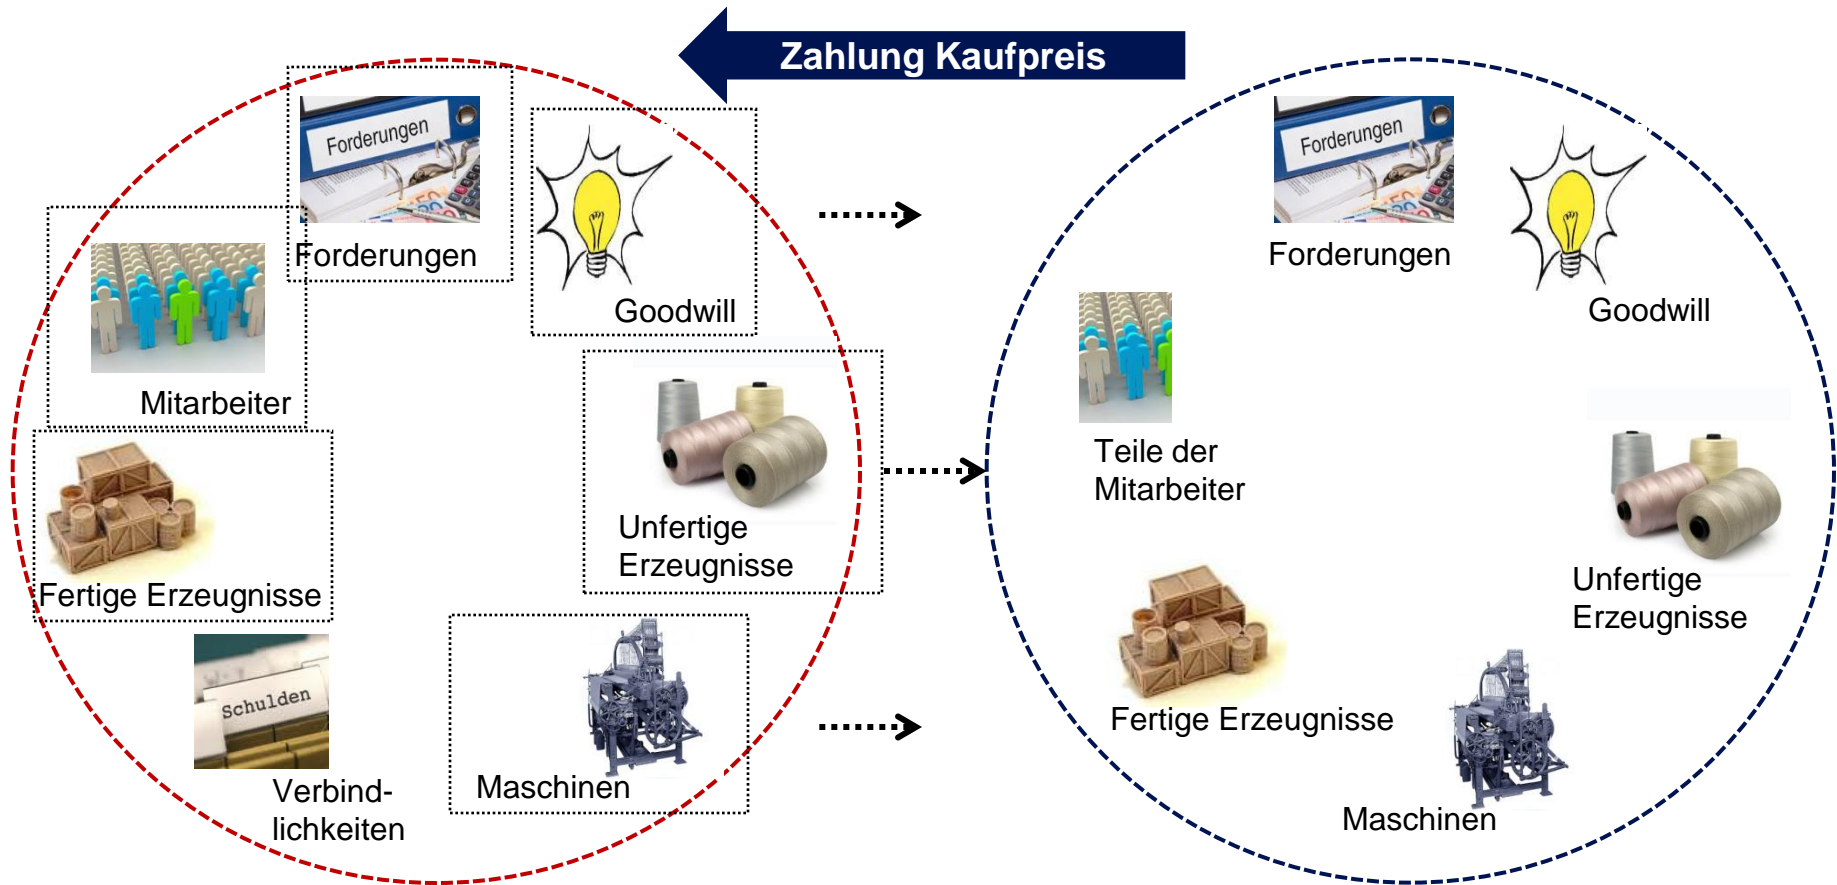 Zahlung Kaufpreis
Forderungen
Forderungen
Goodwill
Mitarbeiter
Unfertige
Erzeugnisse
Fertige Erzeugnisse
Schulden
Verbind-
lichkeiten
Maschinen
Forderungen
Forderungen
Goodwill
Teile der
Mitarbeiter
Unfertige
Erzeugnisse
Fertige Erzeugnisse
Maschinen